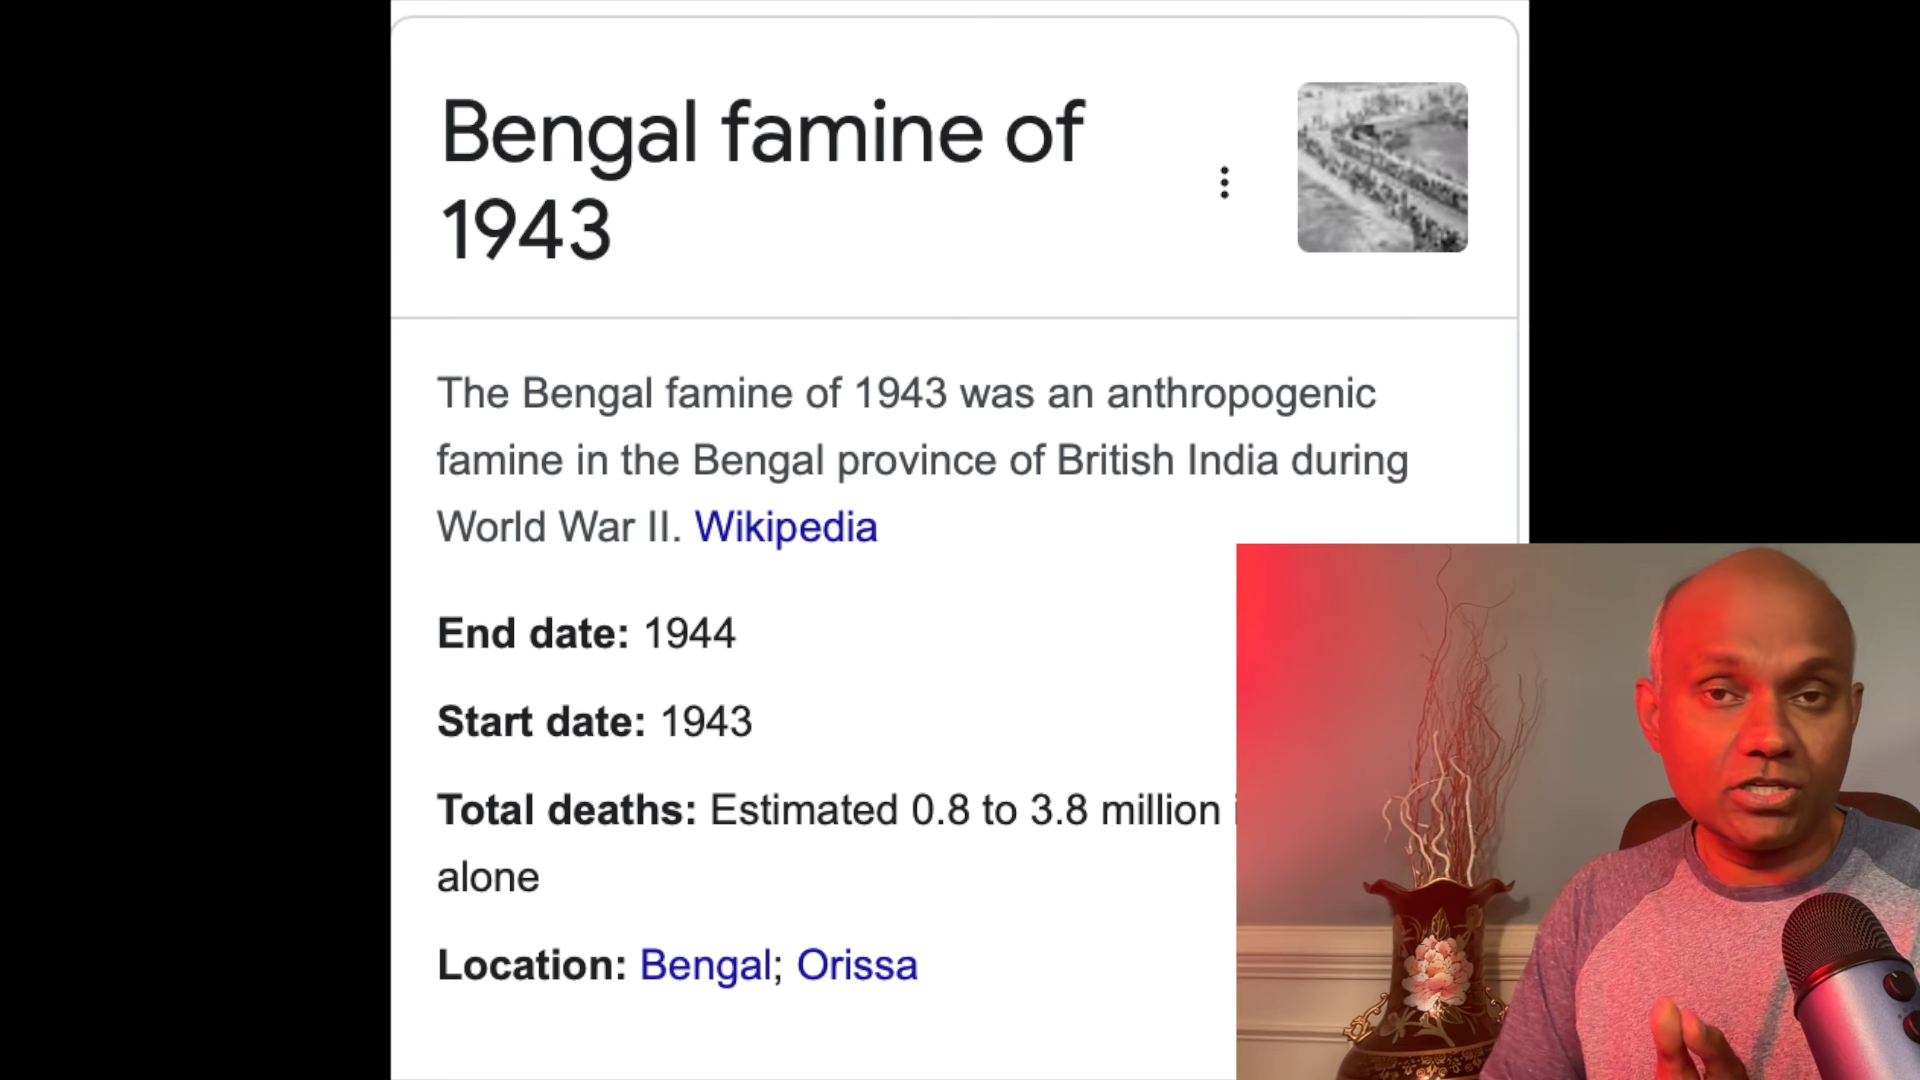 Bengal famine of
1943
The Bengal famine of 1943 was an anthropogenic
famine in the Bengal province of British India during
World War II. Wikipedia
End date: 1944
Start date: 1943
Total deaths: Estimated 0.8 to 3.8 million
alone
Location: Bengal; Orissa